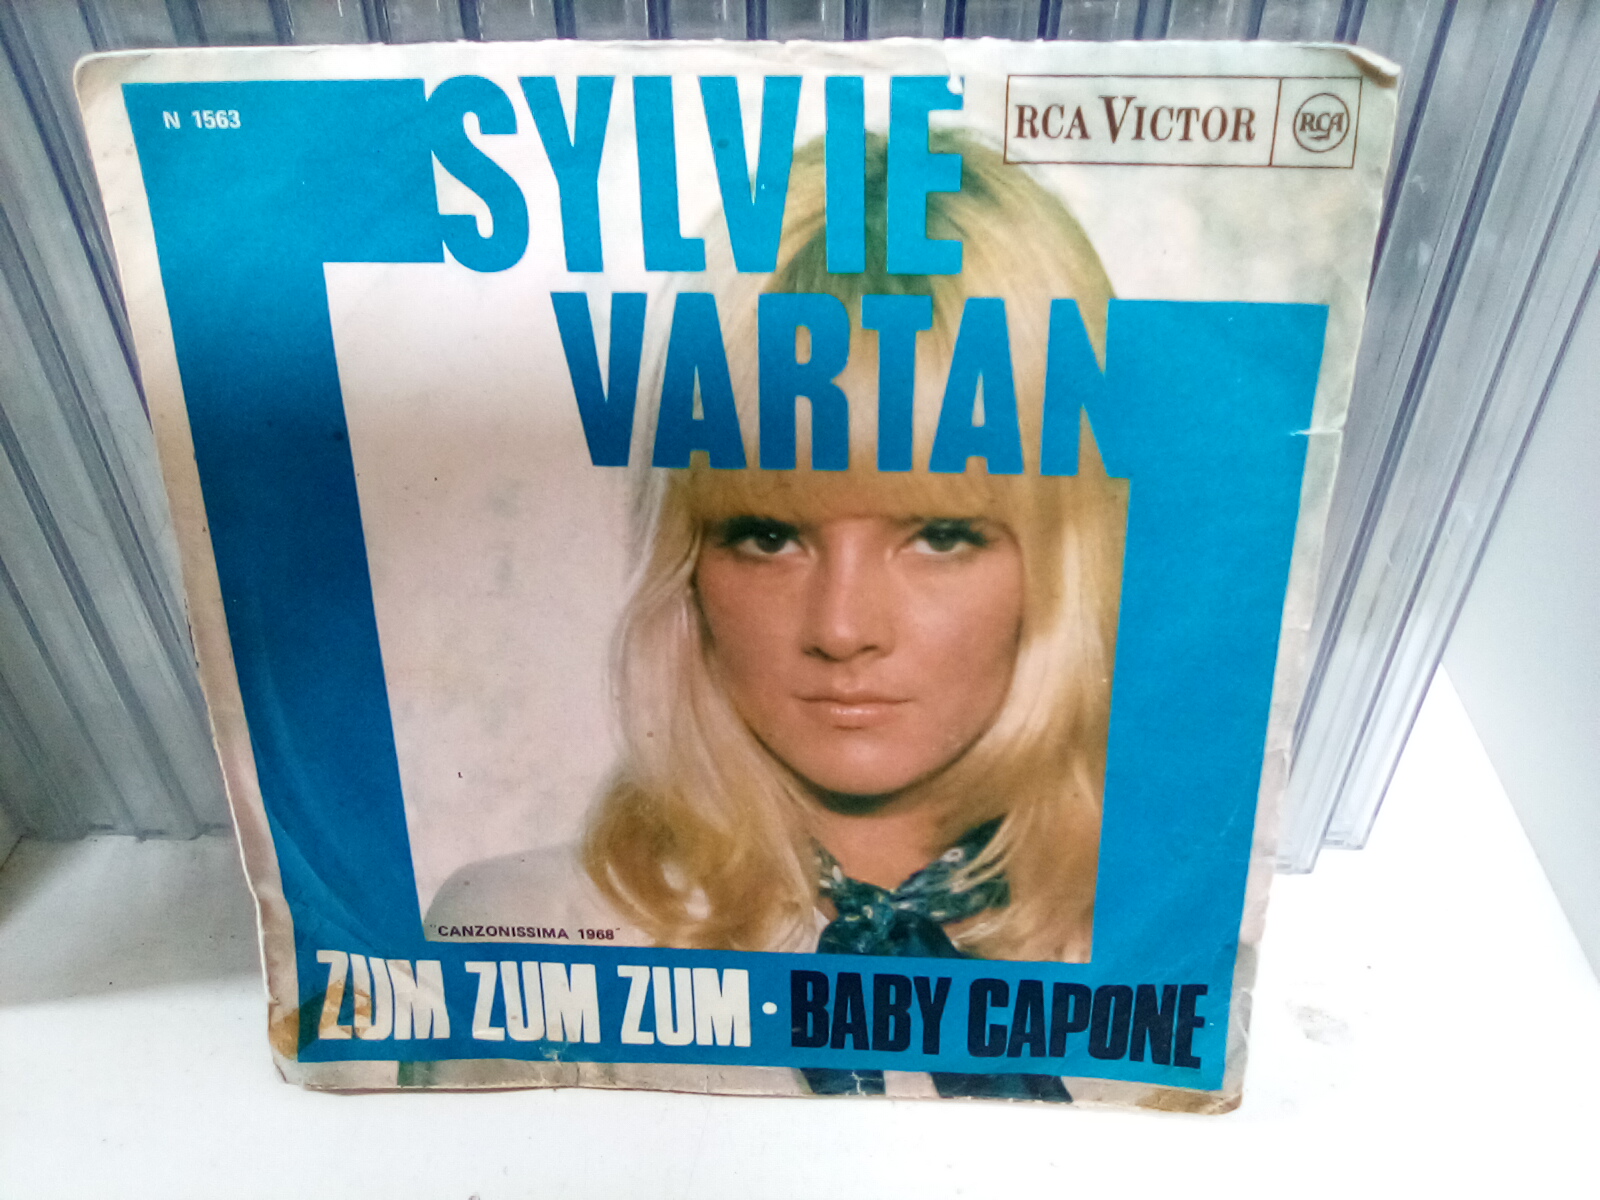 N 1563
SYLVIE
VARTAN
RCA VICTOR
RCA
"CANZONISSIMA 1968"
ZUM ZUM ZUM · BABY CAPONE